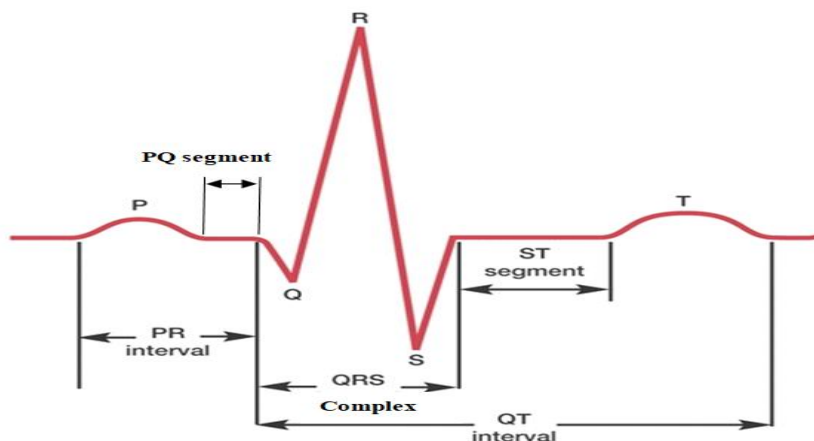 R
PQ segment
P
T
Q
ST
segment
PR
interval
S
QRS
Complex
QT
interval